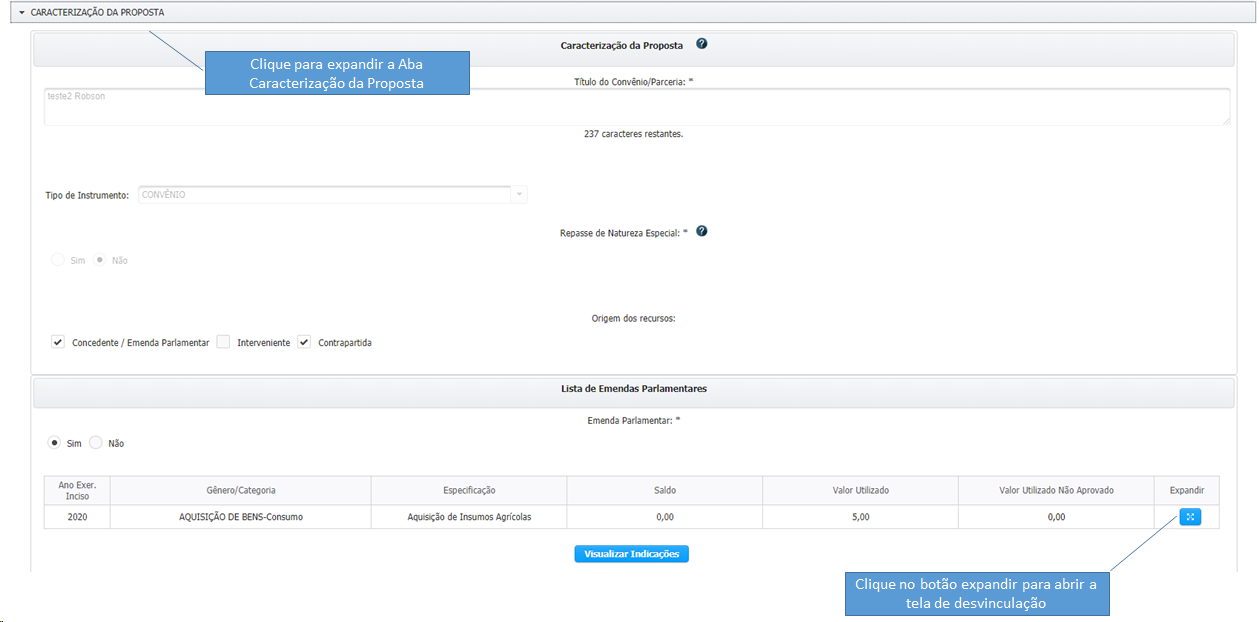 CARACTERIZAÇÃO DA PROPOSTA
Caracterização da Proposta ?
Clique para expandir a Aba
Caracterização da Proposta
Título do Convênio/Parceria: *
teste2 Robson
237 caracteres restantes.
Tipo de Instrumento: CONVÊNIO
Repasse de Natureza Especial: * ?
Sim Não
Origem dos recursos:
Concedente / Emenda Parlamentar Interveniente Contrapartida
Lista de Emendas Parlamentares
Emenda Parlamentar: *
Sim Não
Ano Exer. Inciso Gênero/Categoria Especificação Saldo Valor Utilizado Valor Utilizado Não Aprovado Expandir
2020 AQUISIÇÃO DE BENS-Consumo Aquisição de Insumos Agrícolas 0,00 5,00 0,00
Visualizar Indicações
Clique no botão expandir para abrir a
tela de desvinculação